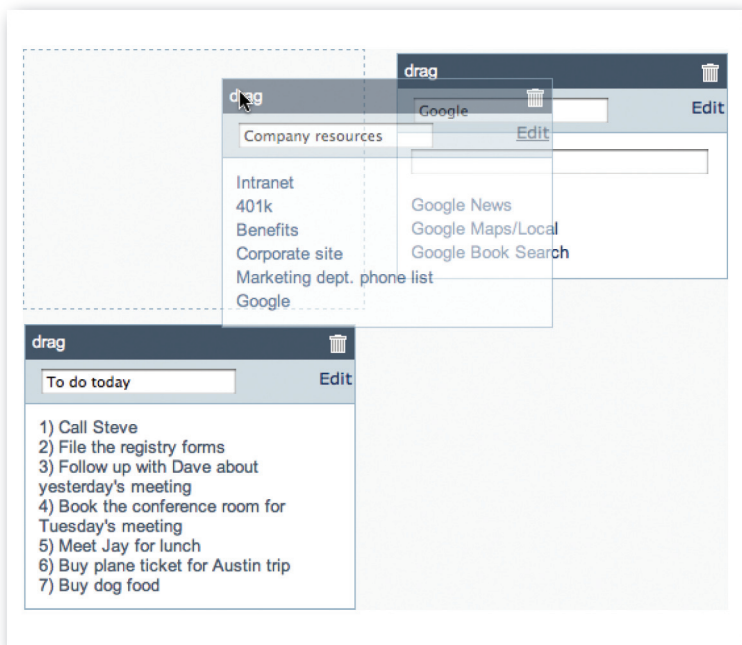 drag
Google
Edit
Google News
Google Maps/Local
Google Book Search
drag
Company resources
Edit
Intranet
401k
Benefits
Corporate site
Marketing dept. phone list
Google
drag
To do today
Edit
1) Call Steve
2) File the registry forms
3) Follow up with Dave about
yesterday's meeting
4) Book the conference room for
Tuesday's meeting
5) Meet Jay for lunch
6) Buy plane ticket for Austin trip
7) Buy dog food